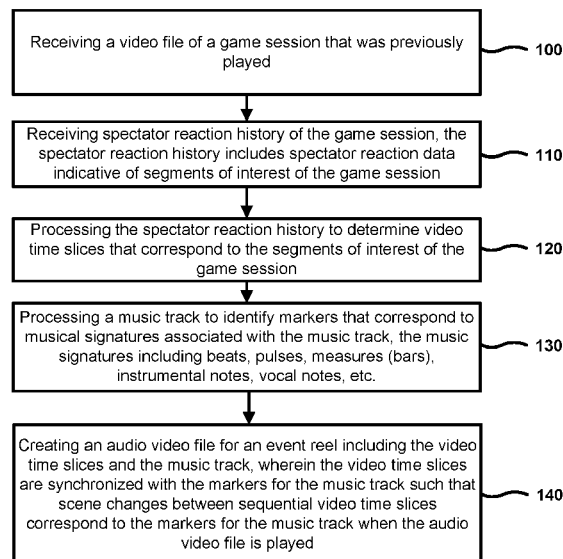 Receiving a video file of a game session that was previously
played
100
Receiving spectator reaction history of the game session, the
spectator reaction history includes spectator reaction data
indicative of segments of interest of the game session
110
Processing the spectator reaction history to determine video
time slices that correspond to the segments of interest of the
game session
120
Processing a music track to identify markers that correspond to
musical signatures associated with the music track, the music
signatures including beats, pulses, measures (bars),
instrumental notes, vocal notes, etc.
130
Creating an audio video file for an event reel including the video
time slices and the music track, wherein the video time slices
are synchronized with the markers for the music track such that
scene changes between sequential video time slices
correspond to the markers for the music track when the audio
video file is played
140